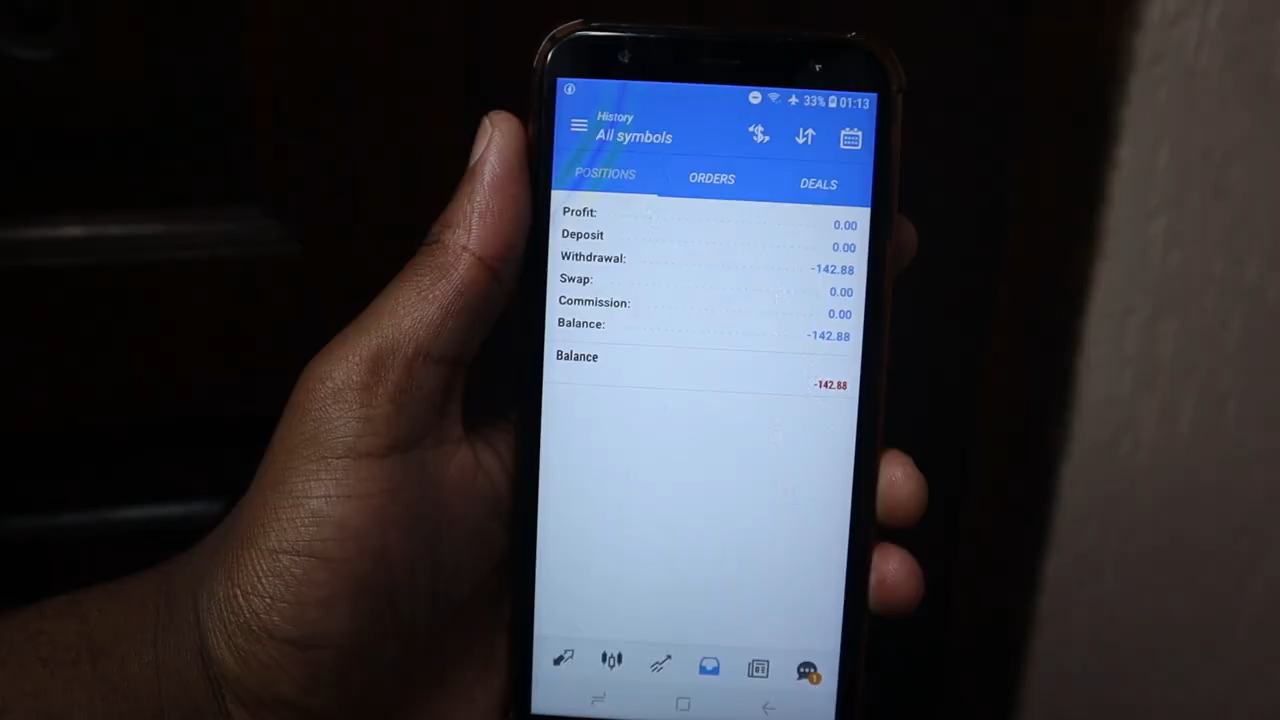 33% 01:13
History
All symbols
POSITIONS ORDERS DEALS
Profit: 0.00
Deposit 0.00
Withdrawal: -142.88
Swap: 0.00
Commission: 0.00
Balance: -142.88
Balance
-142.88
1